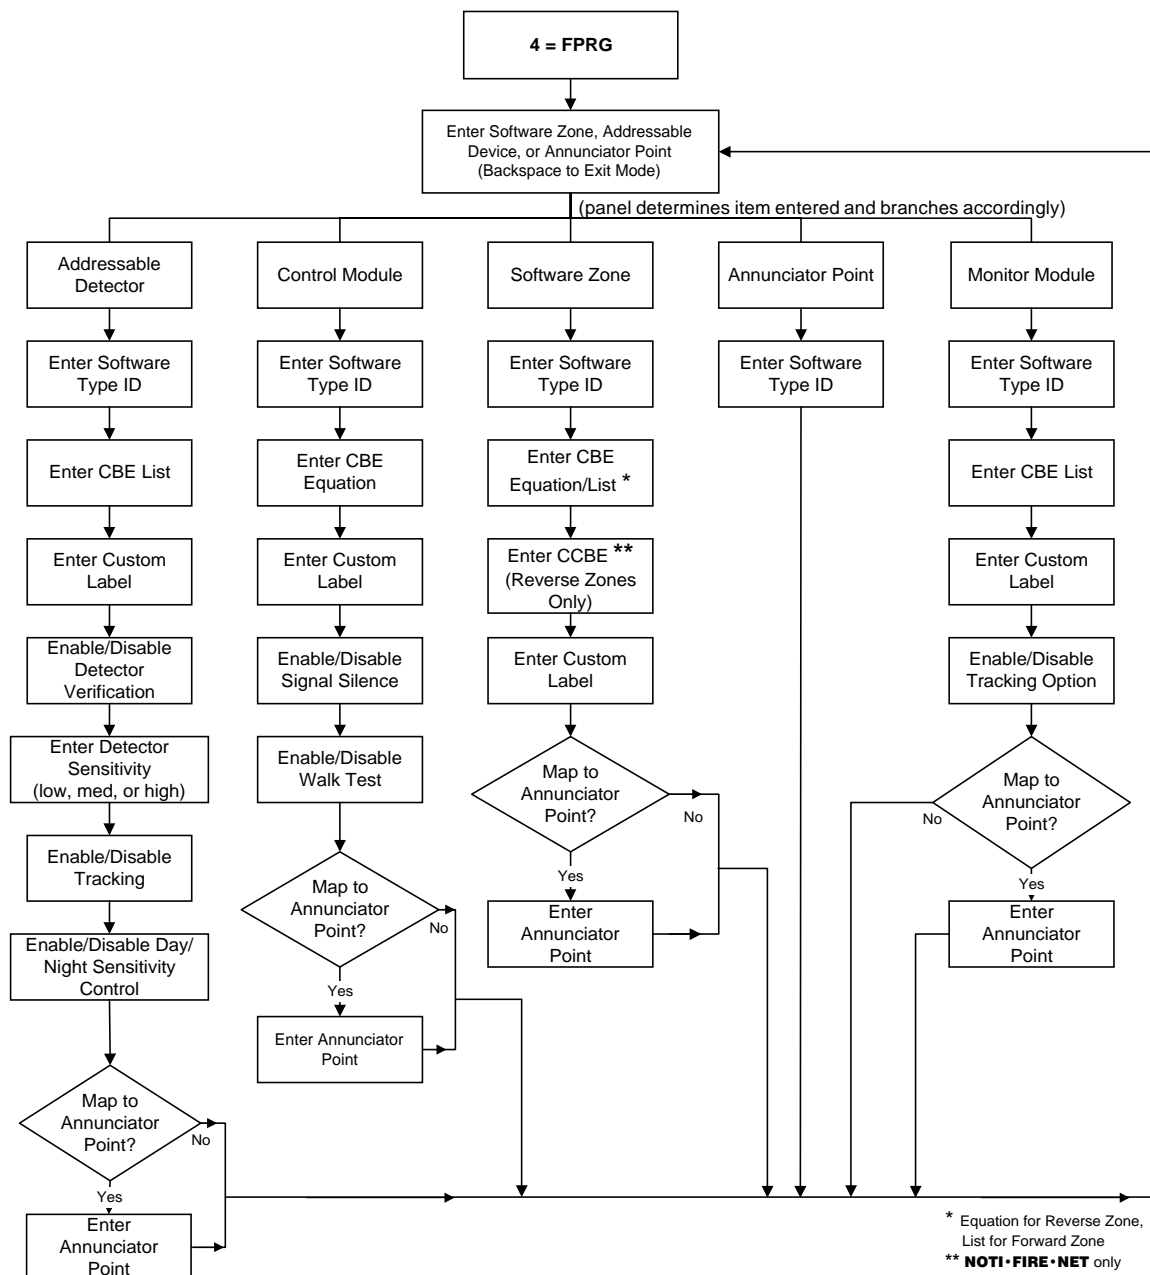 4 = FPRG
Enter Software Zone, Addressable
Device, or Annunciator Point
(Backspace to Exit Mode)
(panel determines item entered and branches accordingly)
Addressable
Detector
Enter Software
Type ID
Enter CBE List
Enter Custom
Label
Enable/Disable
Detector
Verification
Enter Detector
Sensitivity
(low, med, or high)
Enable/Disable
Tracking
Enable/Disable Day/
Night Sensitivity
Control
Map to
Annunciator
Point?
No
Yes
Enter
Annunciator
Point
Control Module
Enter Software
Type ID
Enter CBE
Equation
Enter Custom
Label
Enable/Disable
Signal Silence
Enable/Disable
Walk Test
Map to
Annunciator
Point?
No
Yes
Enter Annunciator
Point
Software Zone
Enter Software
Type ID
Enter CBE
Equation/List *
Enter CCBE **
(Reverse Zones
Only)
Enter Custom
Label
Map to
Annunciator
Point?
No
Yes
Enter
Annunciator
Point
Annunciator Point
Enter Software
Type ID
Monitor Module
Enter Software
Type ID
Enter CBE List
Enter Custom
Label
Enable/Disable
Tracking Option
Map to
Annunciator
Point?
No
Yes
Enter
Annunciator
Point
* Equation for Reverse Zone,
List for Forward Zone
** NOTI•FIRE•NET only